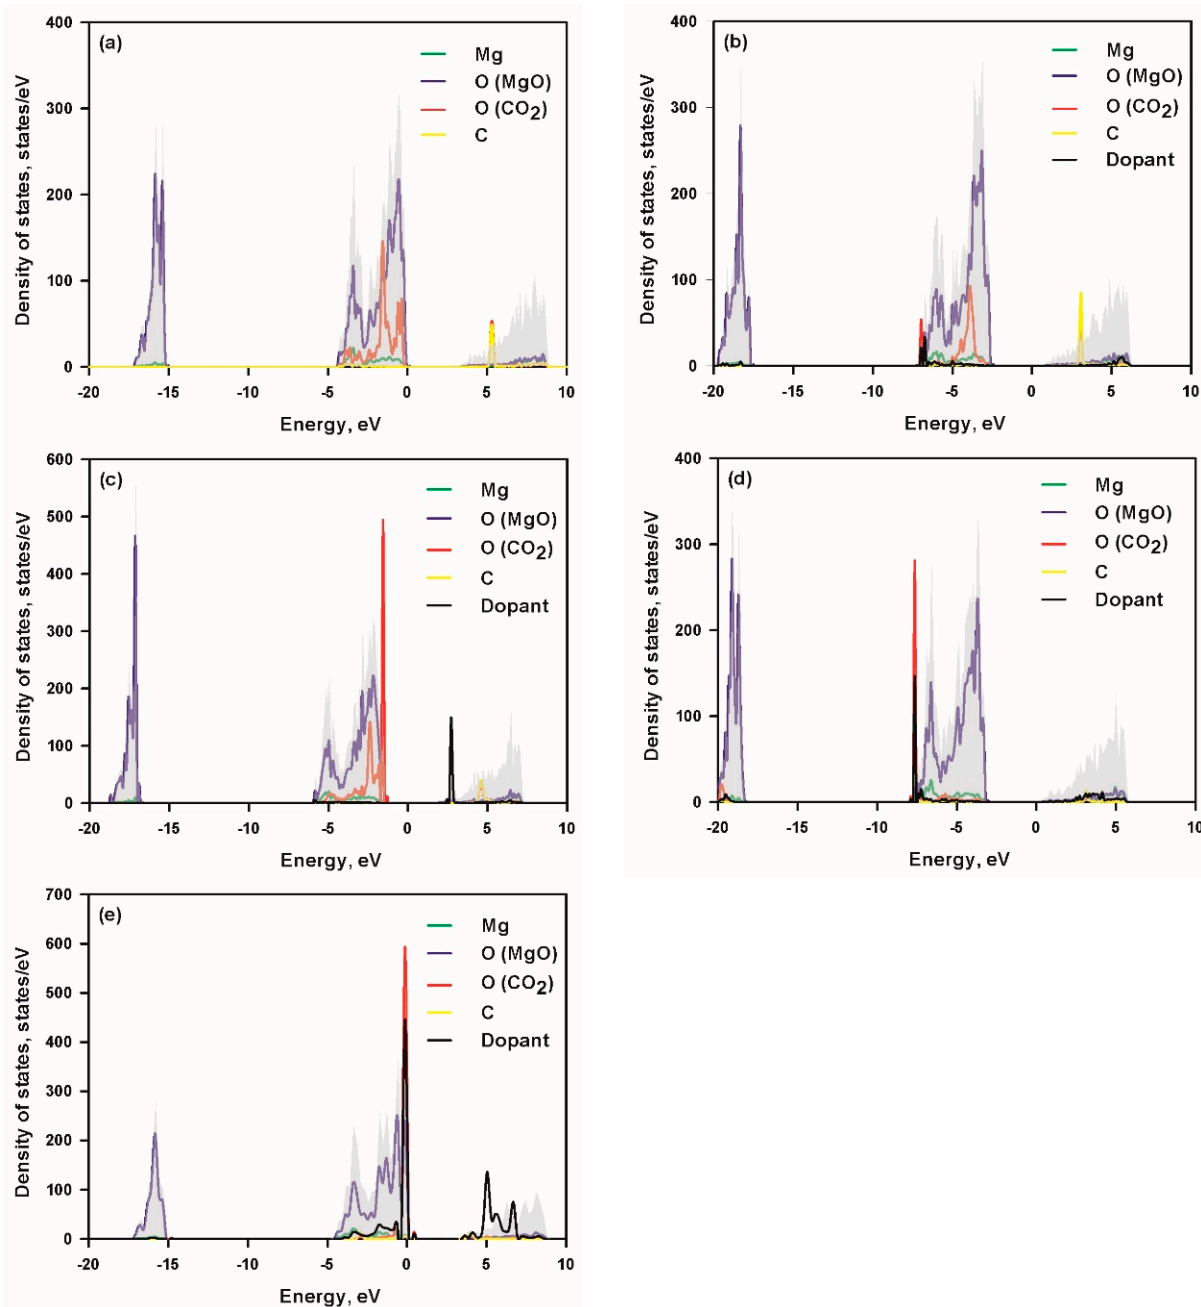 (a)
Mg
O (MgO)
O (CO2)
C
Density of states, states/eV
400
300
200
100
0
-20 -15 -10 -5 0 5 10
Energy, eV
(b)
Mg
O (MgO)
O (CO2)
C
Dopant
Density of states, states/eV
400
300
200
100
0
-20 -15 -10 -5 0 5 10
Energy, eV
(c)
Mg
O (MgO)
O (CO2)
C
Dopant
Density of states, states/eV
600
500
400
300
200
100
0
-20 -15 -10 -5 0 5 10
Energy, eV
(d)
Mg
O (MgO)
O (CO2)
C
Dopant
Density of states, states/eV
400
300
200
100
0
-20 -15 -10 -5 0 5 10
Energy, eV
(e)
Mg
O (MgO)
O (CO2)
C
Dopant
Density of states, states/eV
700
600
500
400
300
200
100
0
-20 -15 -10 -5 0 5 10
Energy, eV